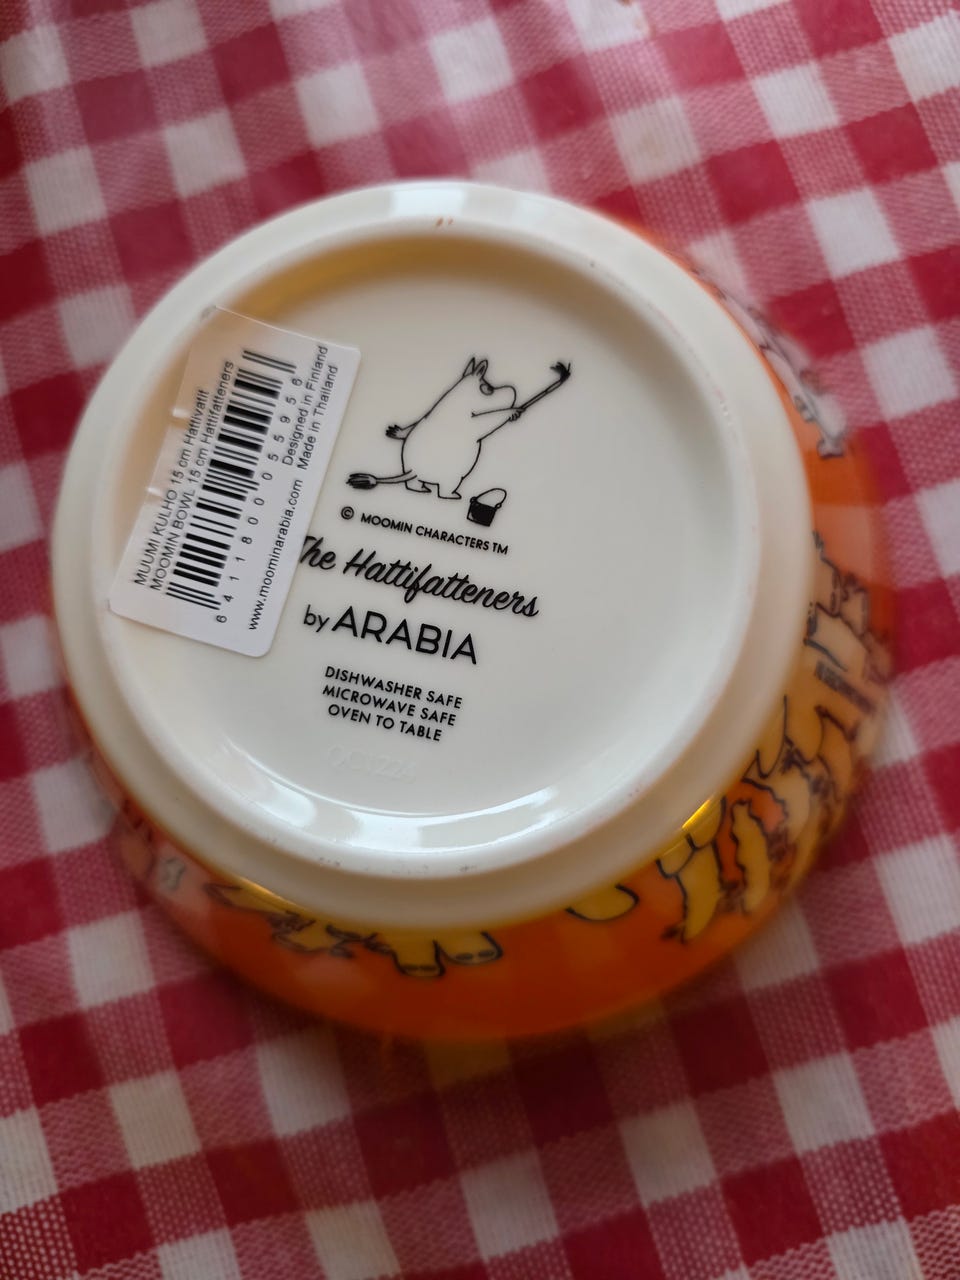 MUUMI KULHO 15 cm Hattivatit
MOOMIN BOWL 15 cm Hattifatteners
6 411800 055956
Designed in Finland
www.moominarabia.com Made in Thailand
© MOOMIN CHARACTERS TM
The Hattifatteners
by ARABIA
DISHWASHER SAFE
MICROWAVE SAFE
OVEN TO TABLE